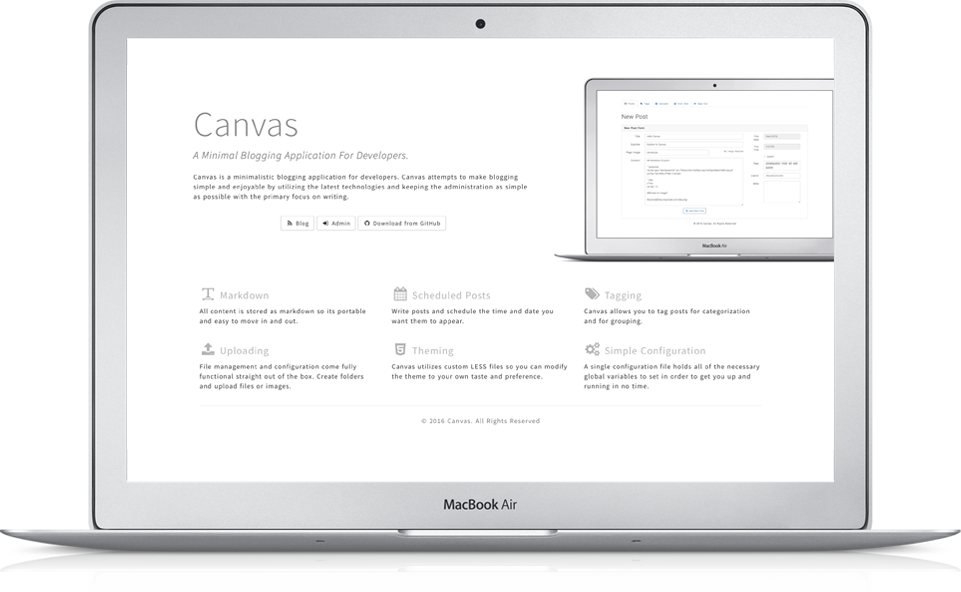 Canvas
A Minimal Blogging Application For Developers.
Canvas is a minimalistic blogging application for developers. Canvas attempts to make blogging
simple and enjoyable by utilizing the latest technologies and keeping the administration as simple
as possible with the primary focus on writing.
Blog Admin Download from GitHub
New Post
New Post Form
MacBook Air
Markdown
All content is stored as markdown so its portable
and easy to move in and out.
Scheduled Posts
Write posts and schedule the time and date you
want them to appear.
Tagging
Canvas allows you to tag posts for categorization
and for grouping.
Uploading
File management and configuration come fully
functional straight out of the box. Create folders
and upload files or images.
Theming
Canvas utilizes custom LESS files so you can modify
the theme to your own taste and preference.
Simple Configuration
A single configuration file holds all of the necessary
global variables to set in order to get you up and
running in no time.
© 2016 Canvas. All Rights Reserved
MacBook Air